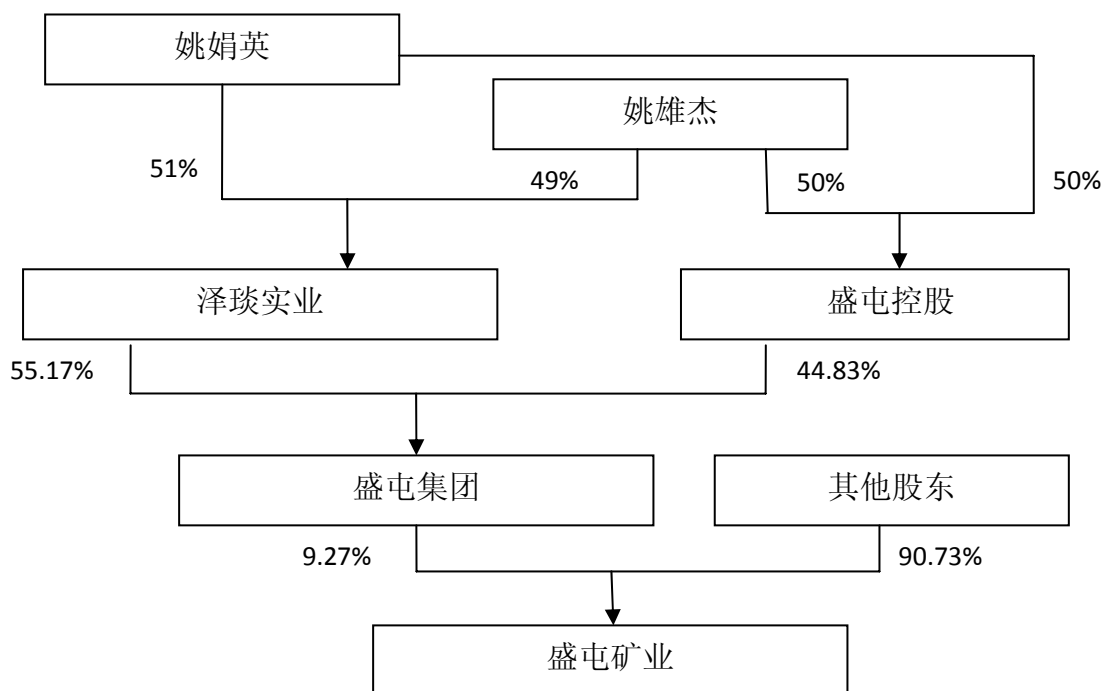 姚娟英
姚雄杰
51%
49%
50%
50%
泽琰实业
盛屯控股
55.17%
44.83%
盛屯集团
其他股东
9.27%
90.73%
盛屯矿业